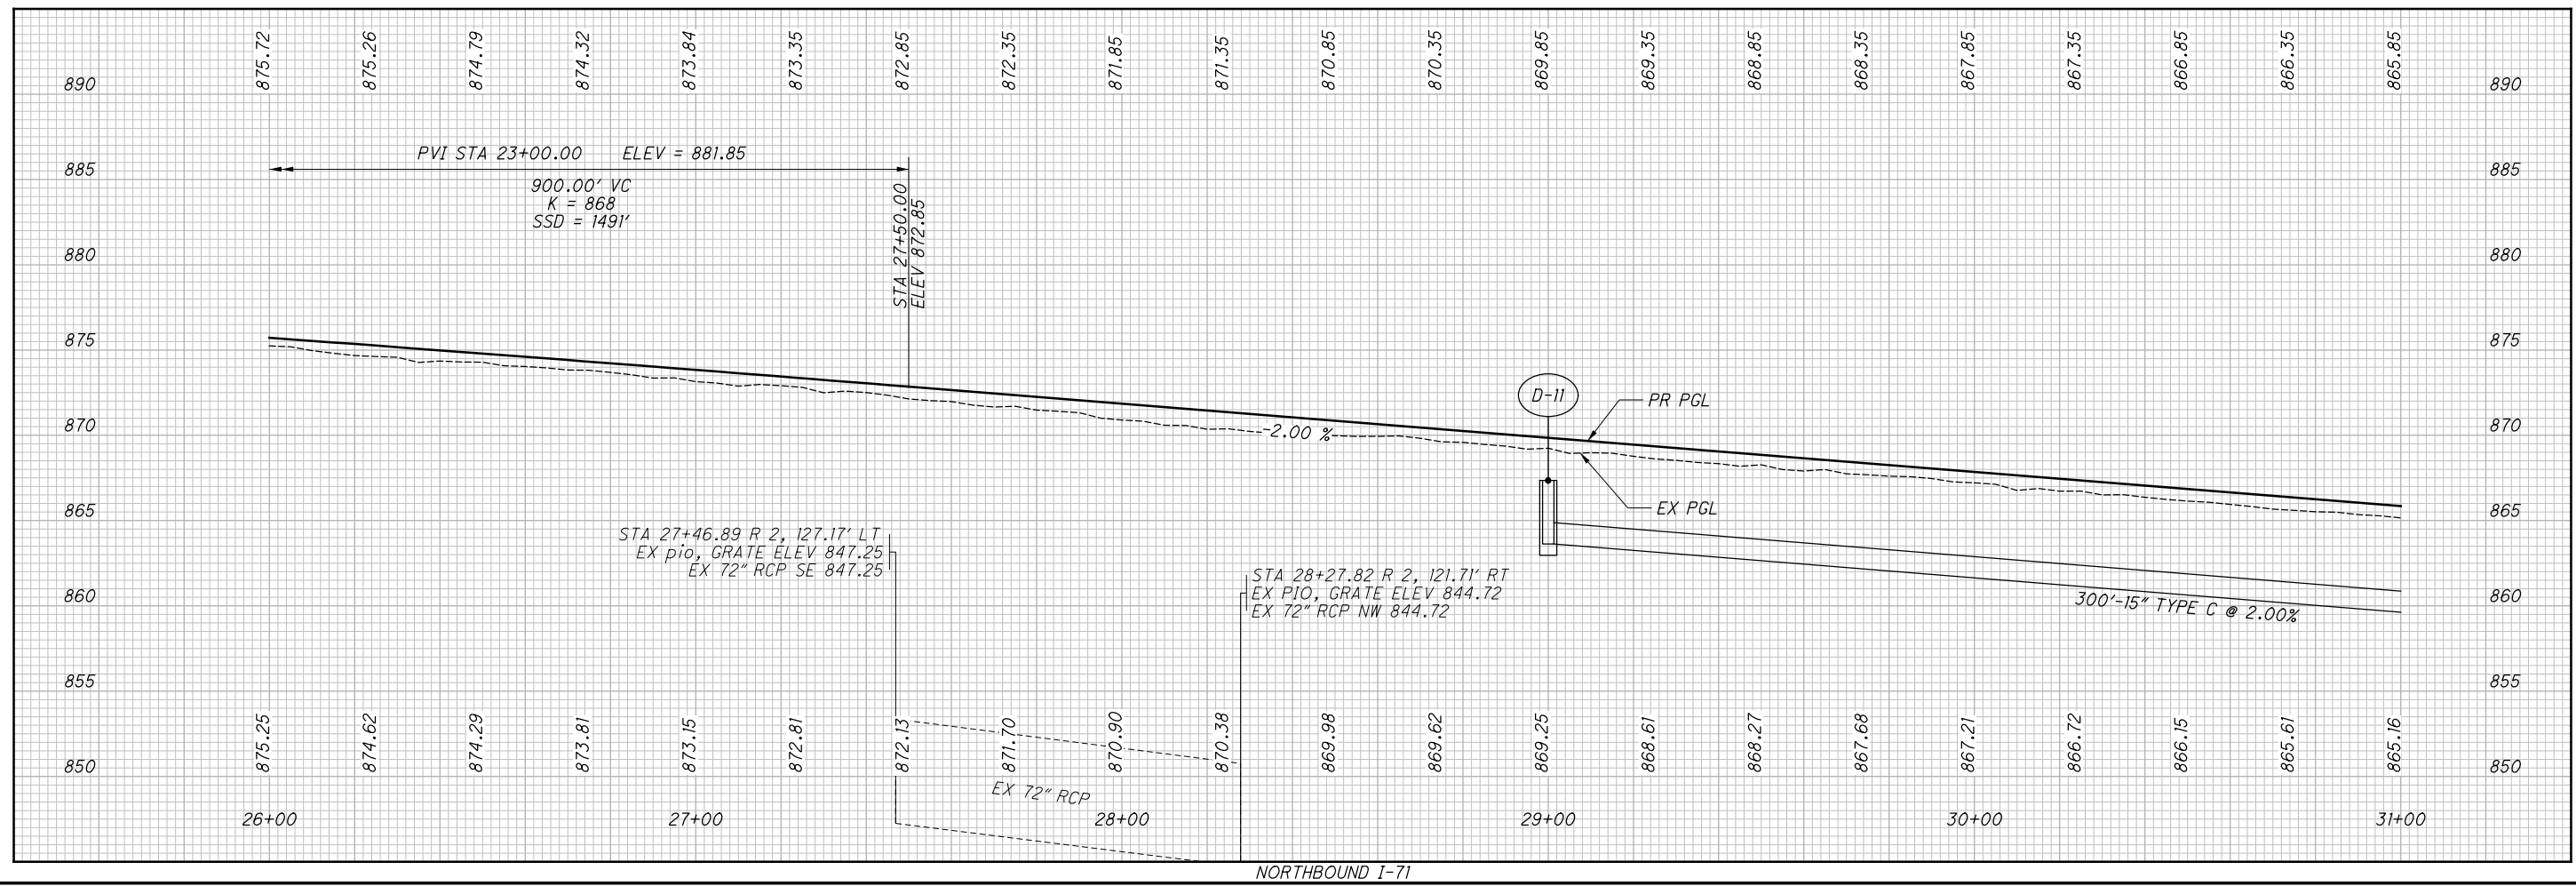 875.72 875.26 874.79 874.32 873.84 873.35 872.85 872.35 871.85 871.35 870.85 870.35 869.85 869.35 868.85 868.35 867.85 867.35 866.85 866.35 865.85
890 890
PVI STA 23+00.00 ELEV = 881.85
885 885
900.00' VC
K = 868
SSD = 1491'
STA 27+50.00
ELEV 872.85
880 880
875 875
D-11
PR PGL
870 870
-2.00 %
EX PGL
865 865
STA 27+46.89 R 2, 127.17' LT
EX pio, GRATE ELEV 847.25
EX 72" RCP SE 847.25
STA 28+27.82 R 2, 121.71' RT
EX PIO, GRATE ELEV 844.72
EX 72" RCP NW 844.72
860 860
300'-15" TYPE C @ 2.00%
855 855
875.25 874.62 874.29 873.81 873.15 872.81 872.13 871.70 870.90 870.38 869.98 869.62 869.25 868.61 868.27 867.68 867.21 866.72 866.15 865.61 865.16
850 850
EX 72" RCP
26+00 27+00 28+00 29+00 30+00 31+00
NORTHBOUND I-71